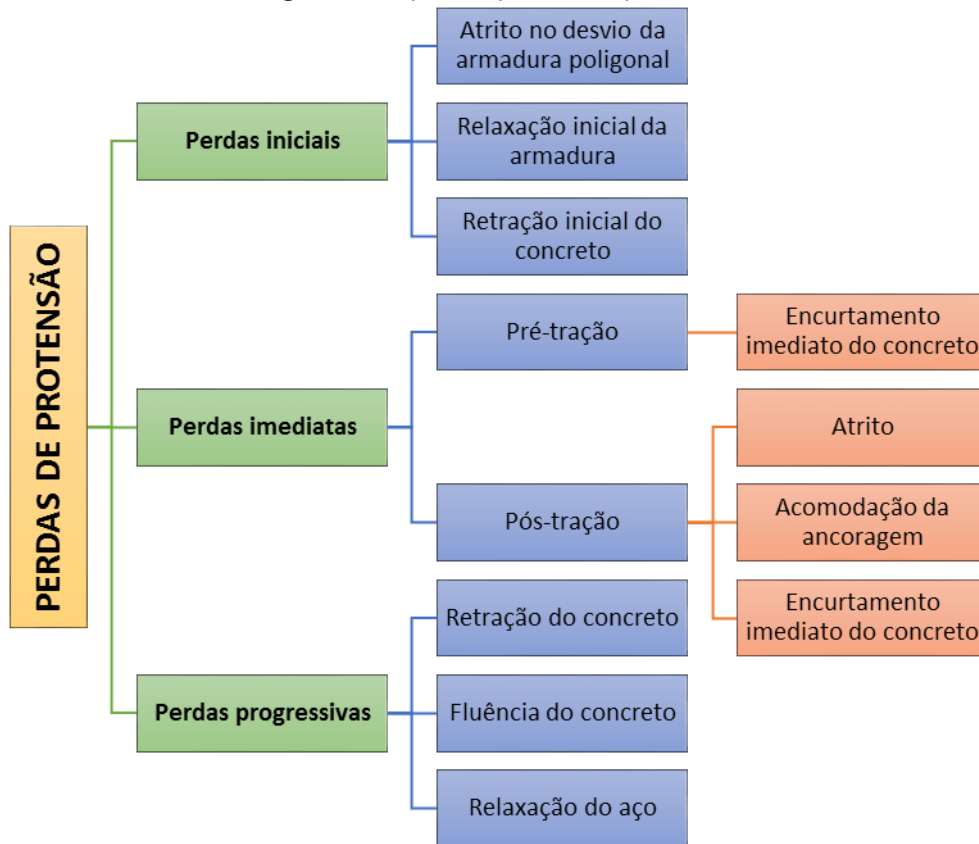 PERDAS DE PROTENSÃO
Perdas iniciais
Atrito no desvio da
armadura poligonal
Relaxação inicial da
armadura
Retração inicial do
concreto
Perdas imediatas
Pré-tração
Encurtamento
imediato do concreto
Pós-tração
Atrito
Acomodação da
ancoragem
Encurtamento
imediato do concreto
Perdas progressivas
Retração do concreto
Fluência do concreto
Relaxação do aço